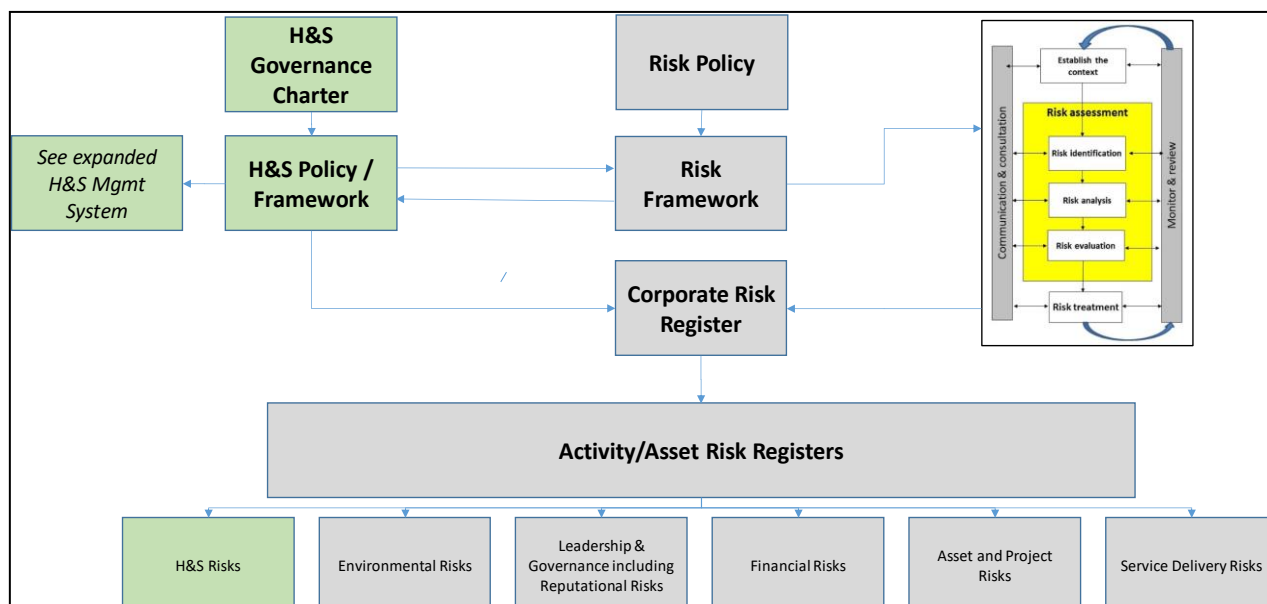 H&S
Governance
Charter
Risk Policy
See expanded
H&S Mgmt
System
H&S Policy /
Framework
Risk
Framework
Communication & consultation
Establish the
context
Risk assessment
Risk identification
Risk analysis
Risk evaluation
Risk treatment
Monitor & review
/
Corporate Risk
Register
Activity/Asset Risk Registers
H&S Risks
Environmental Risks
Leadership &
Governance including
Reputational Risks
Financial Risks
Asset and Project
Risks
Service Delivery Risks